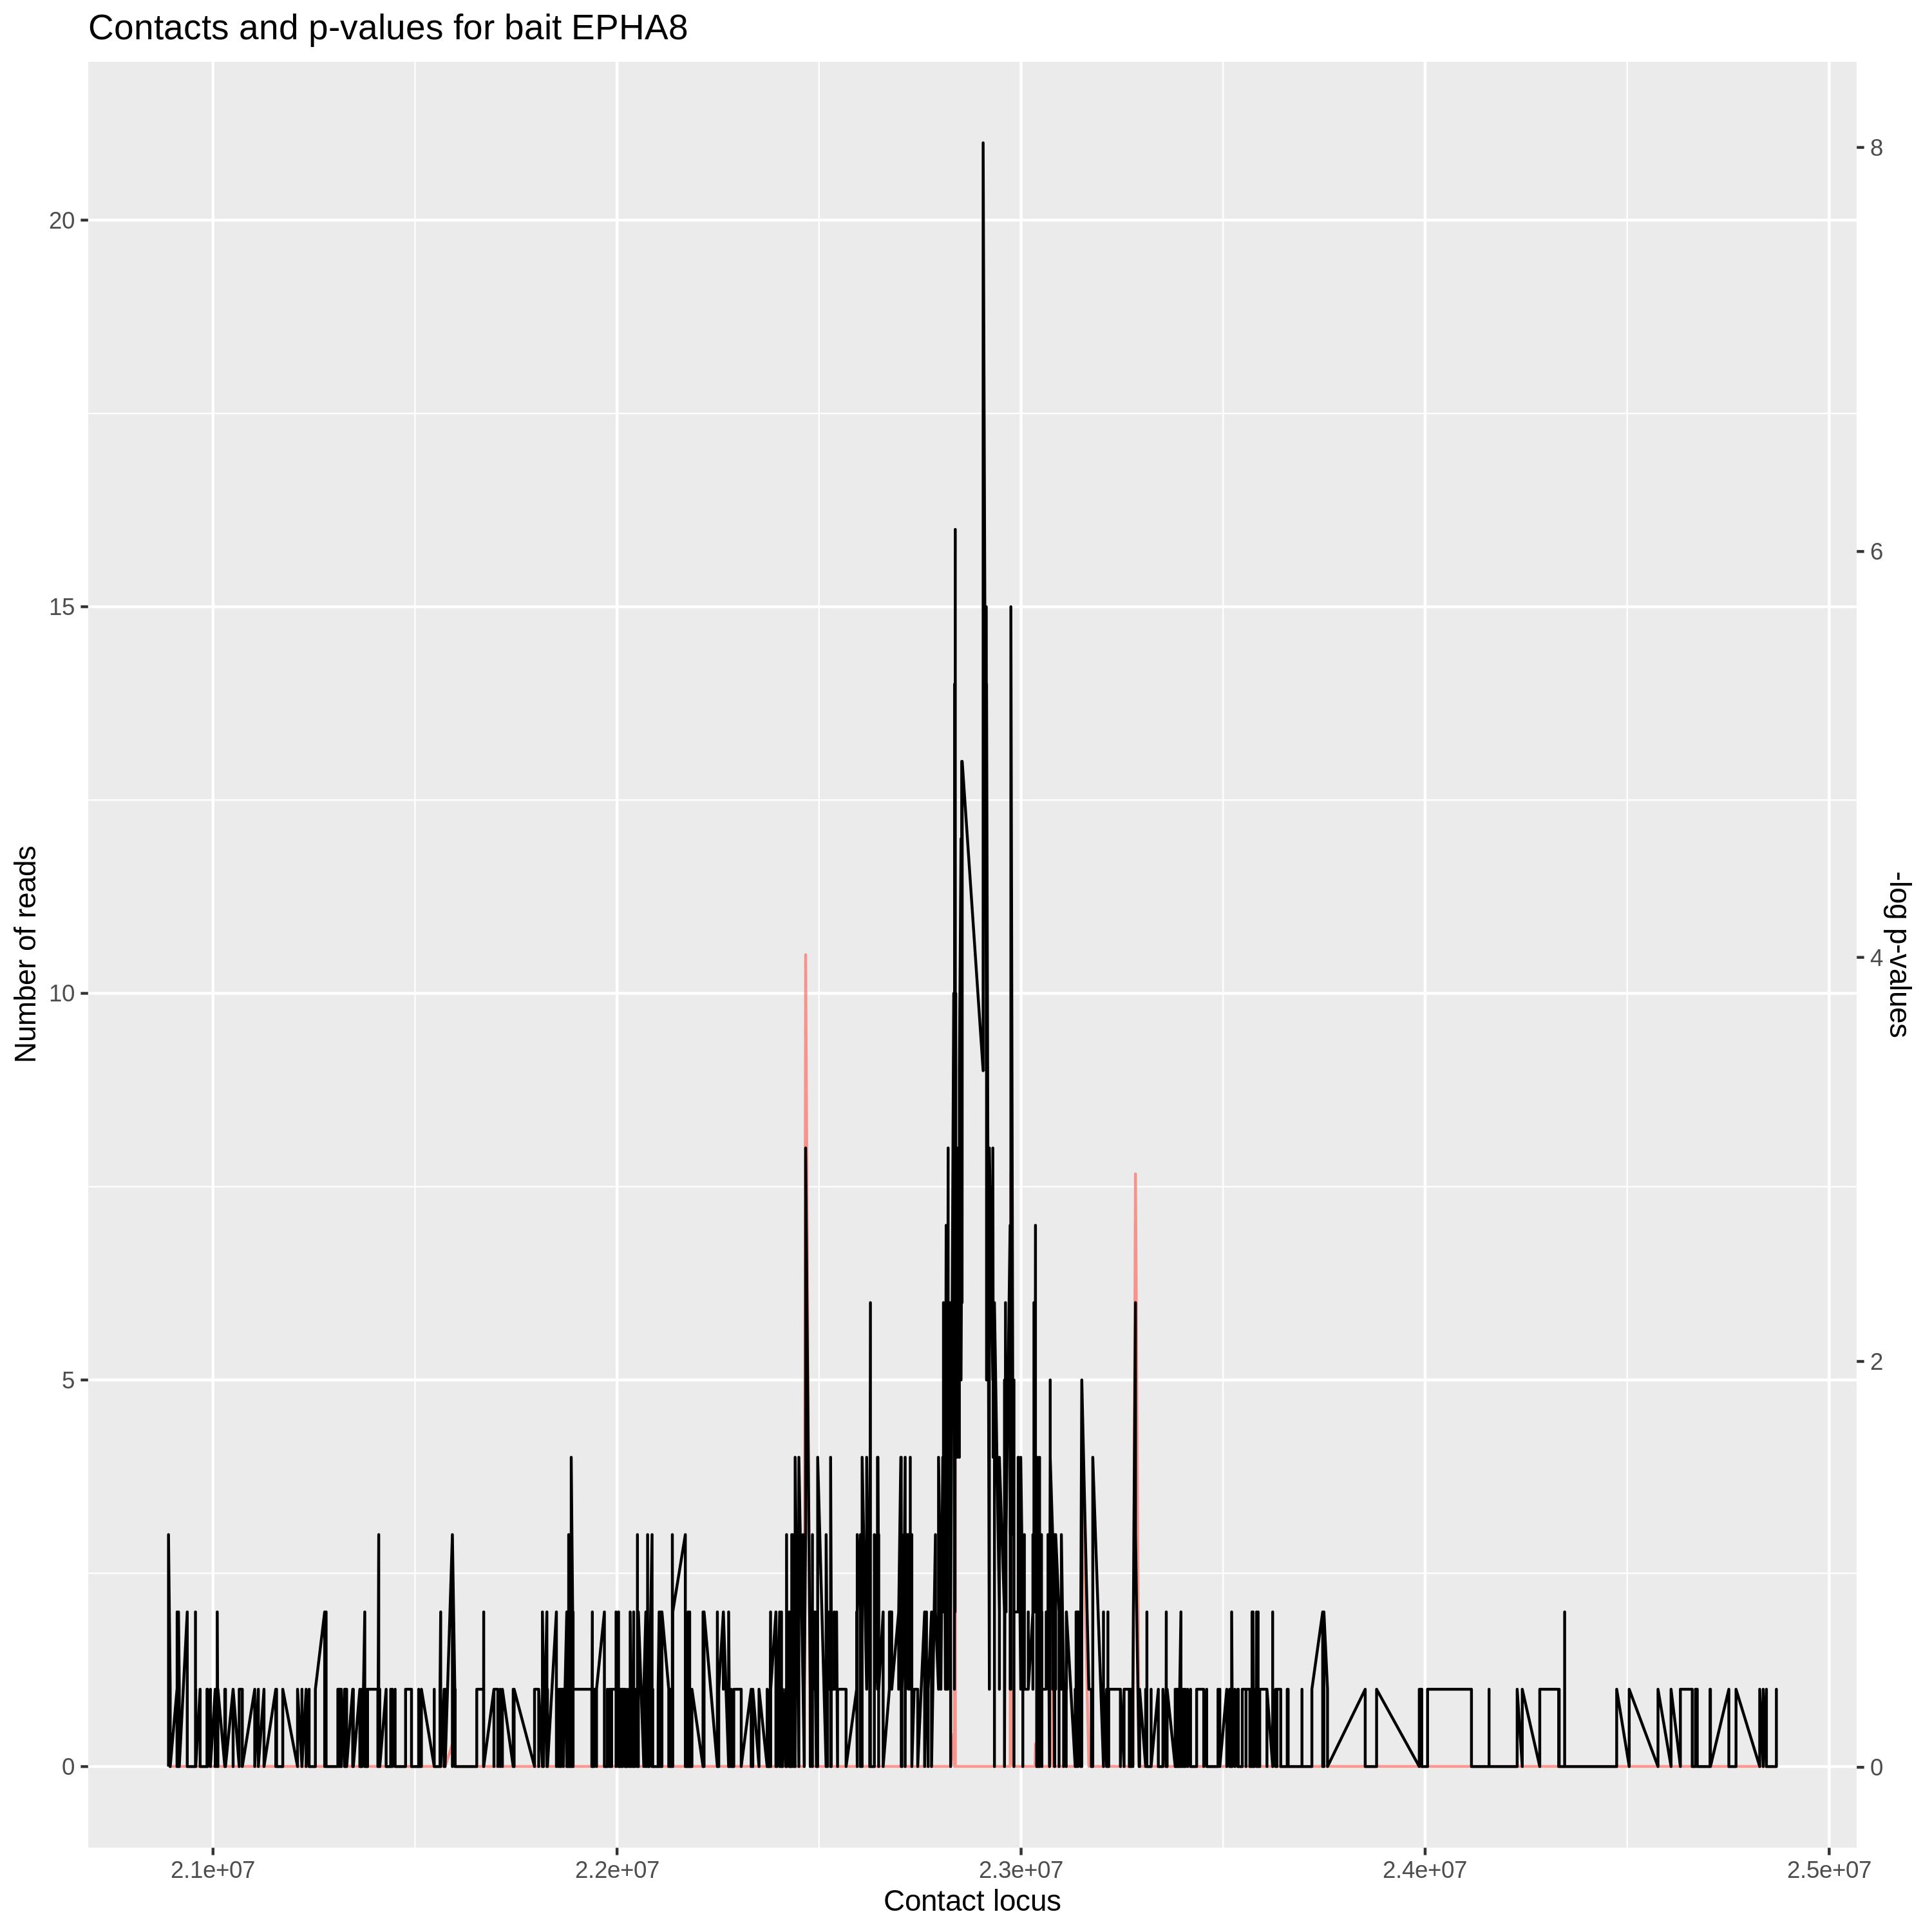 Contacts and p-values for bait EPHA8
20
15
10
5
0
Number of reads
8
6
4
2
0
-log p-values
2.1e+07 2.2e+07 2.3e+07 2.4e+07 2.5e+07
Contact locus